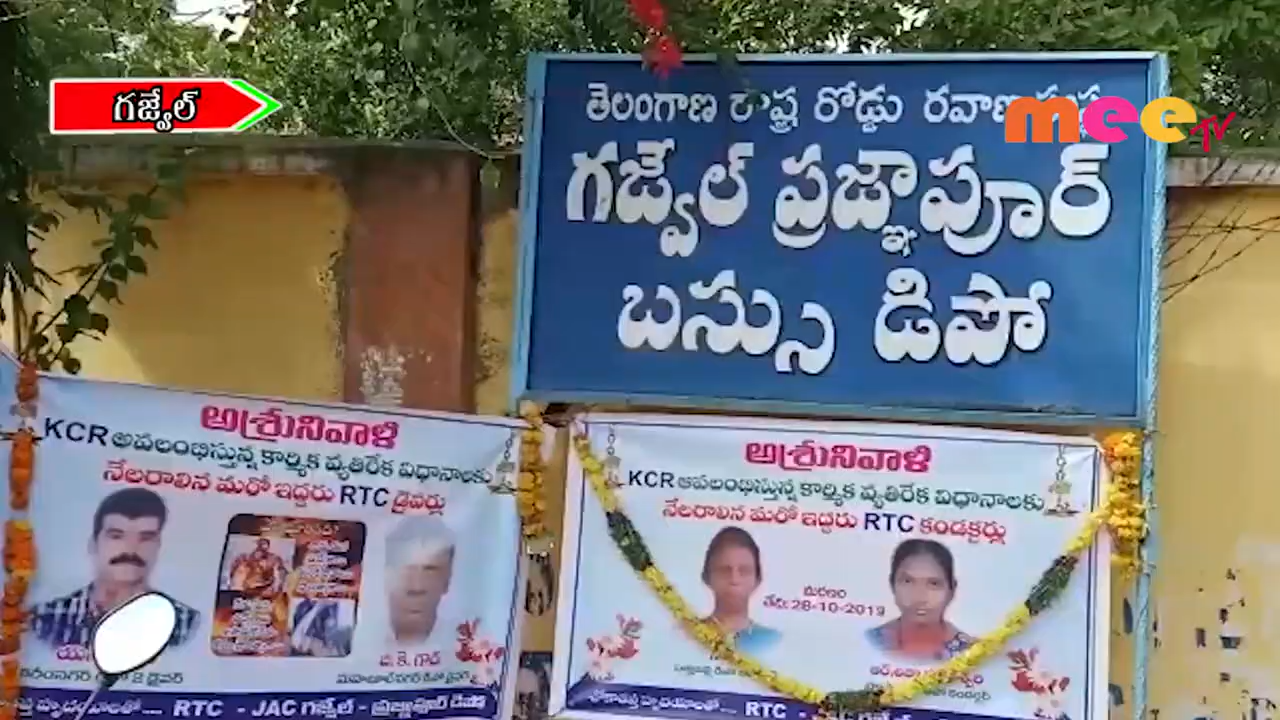 గజ్వేల్
mee TV
తెలంగాణ రాష్ట్ర రోడ్డు
గజ్వేల్ ప్రజ్ఞాపూర్
బస్సు డిపో
అశ్రునివాళి
KCR అవలంభిస్తున్న కార్మిక వ్యతిరేక విధానాలకు
నేలరాలిన మరో ఇద్దరు RTC డ్రైవర్లు
RTC - JAC గజ్వేల్ - ప్రజ్ఞాపూర్ డిపో
అశ్రునివాళి
KCR అవలంభిస్తున్న కార్మిక వ్యతిరేక విధానాలకు
నేలరాలిన మరో ఇద్దరు RTC కండక్టర్లు
మరణం
తేది: 28-10-2019
RTC -